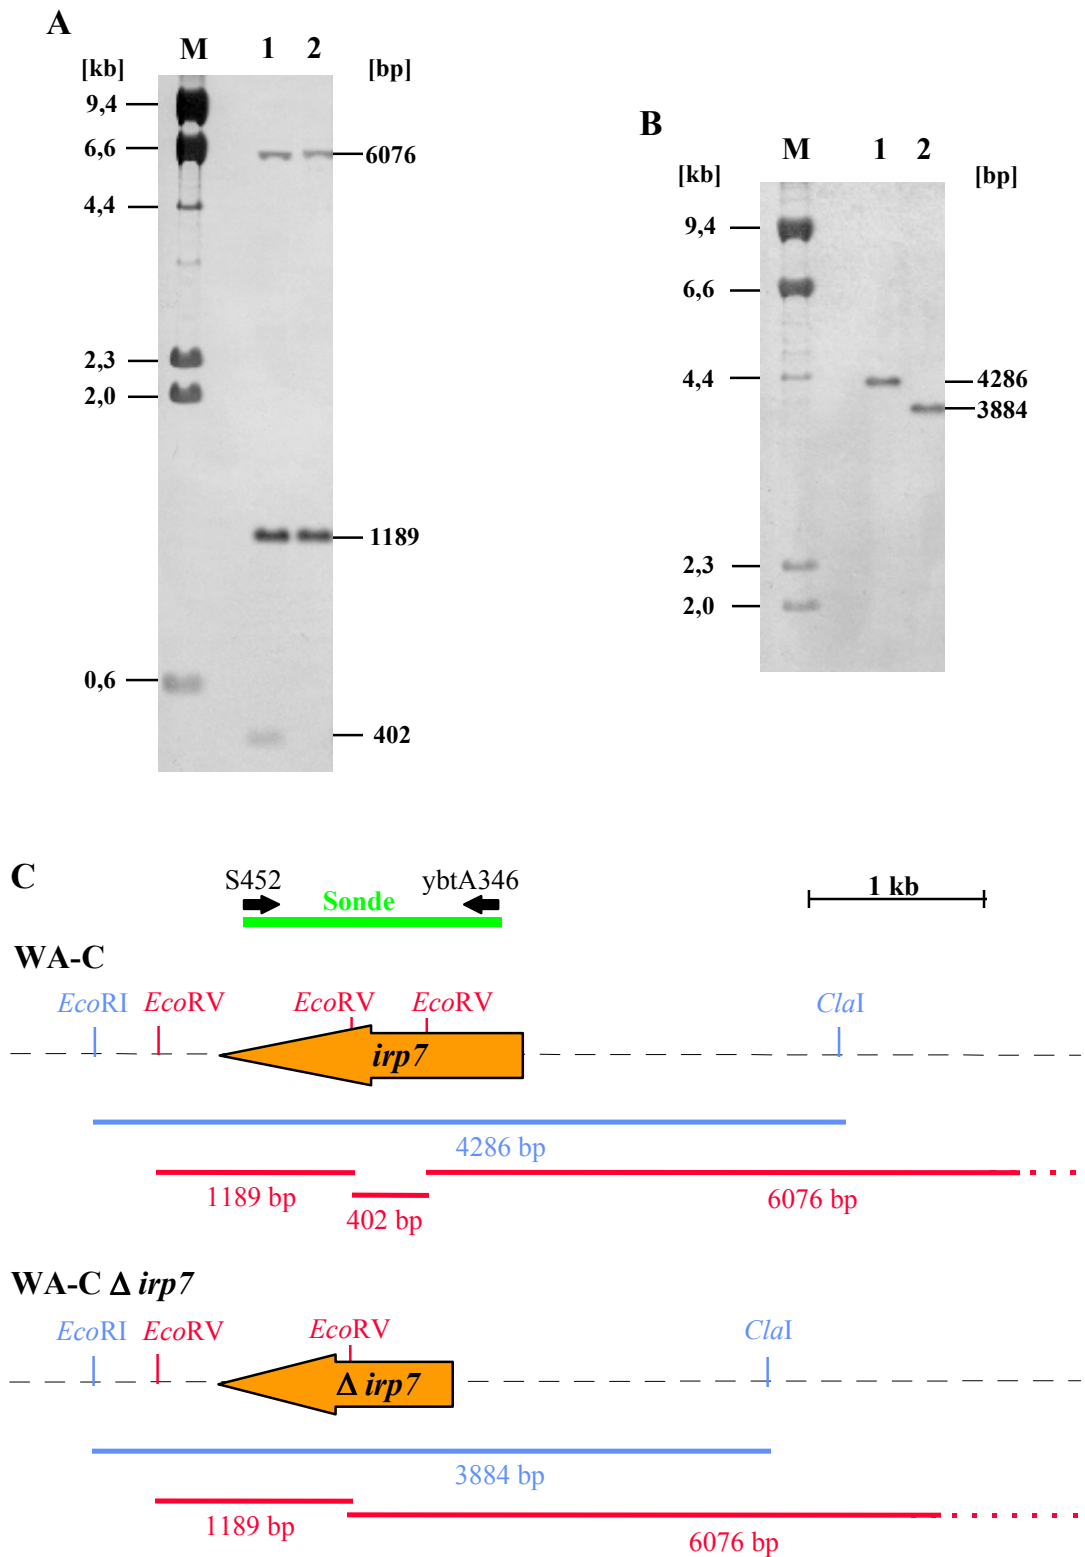 A
M 1 2
[kb] [bp]
9,4
6,6
6076
4,4
2,3
2,0
1189
0,6
402
B
M 1 2
[kb] [bp]
9,4
6,6
4,4
4286
3884
2,3
2,0
C
S452 ybtA346
Sonde
1 kb
WA-C
EcoRI EcoRV EcoRV EcoRV ClaI
irp7
4286 bp
1189 bp
6076 bp
402 bp
WA-C Δ irp7
EcoRI EcoRV EcoRV ClaI
Δ irp7
3884 bp
1189 bp
6076 bp